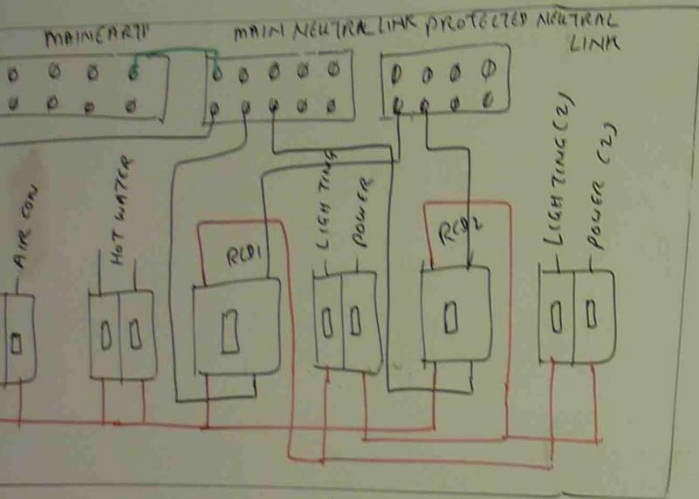 MAIN EARTH
MAIN NEUTRAL LINK
PROTECTED NEUTRAL
LINK
AIR CON
HOT WATER
RCD1
LIGHTING
POWER
RCD2
LIGHTING (2)
POWER (2)